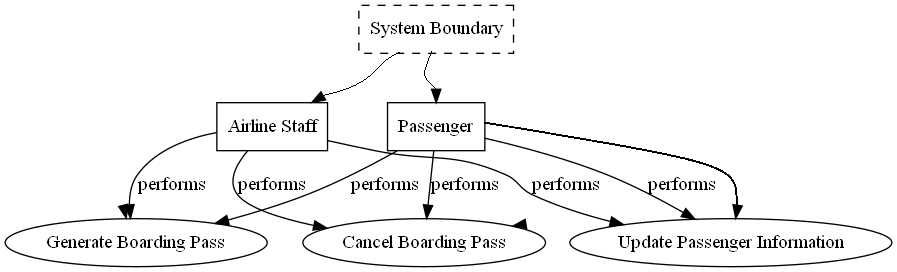 System Boundary
Airline Staff
Passenger
performs
performs
performs
performs
performs
performs
Generate Boarding Pass
Cancel Boarding Pass
Update Passenger Information